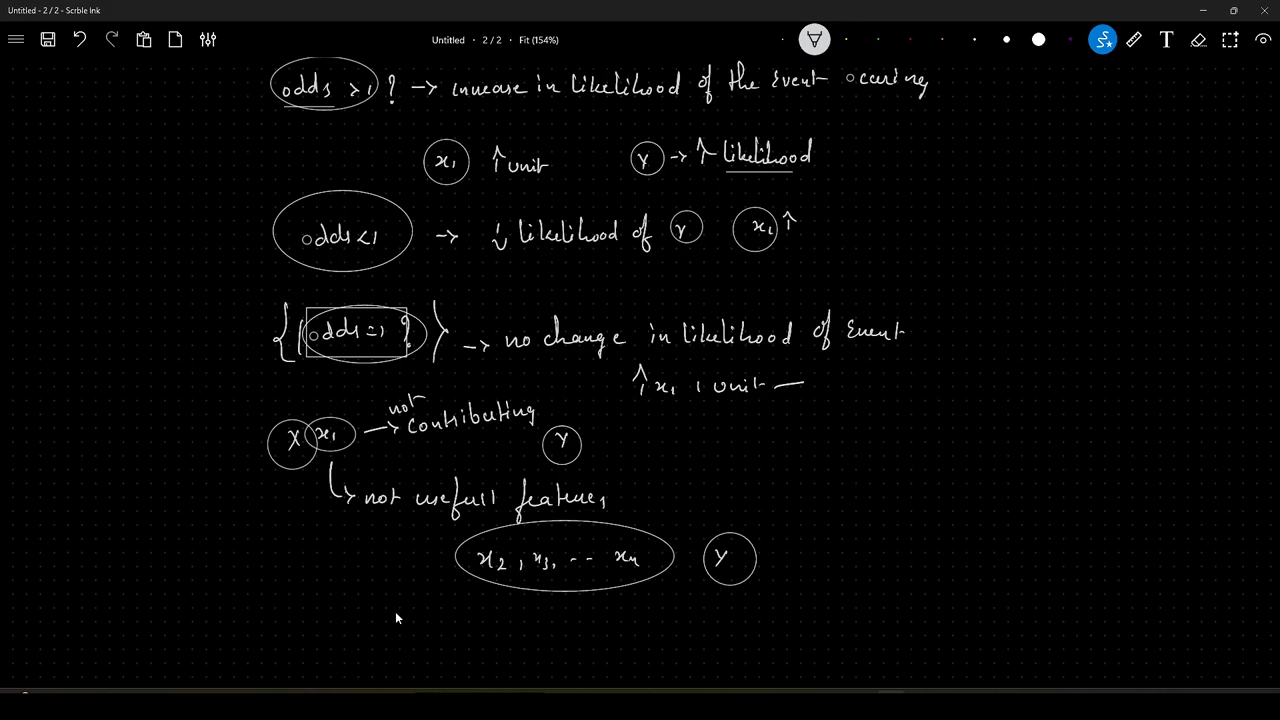 Untitled - 2 / 2 - Scrble Ink
Untitled • 2 / 2 • Fit (154%)
odds >1 ? → increase in likelihood of the Event occuring
x1 ↑ unit Y → ↑ likelihood
odds <1 → ↓ likelihood of Y x1 ↑
{ odds =1 ? } → no change in likelihood of Event
↑ x1 1 unit —
X x1 → not contributing Y
↳ not usefull feature,
x2, x3, -- xn Y